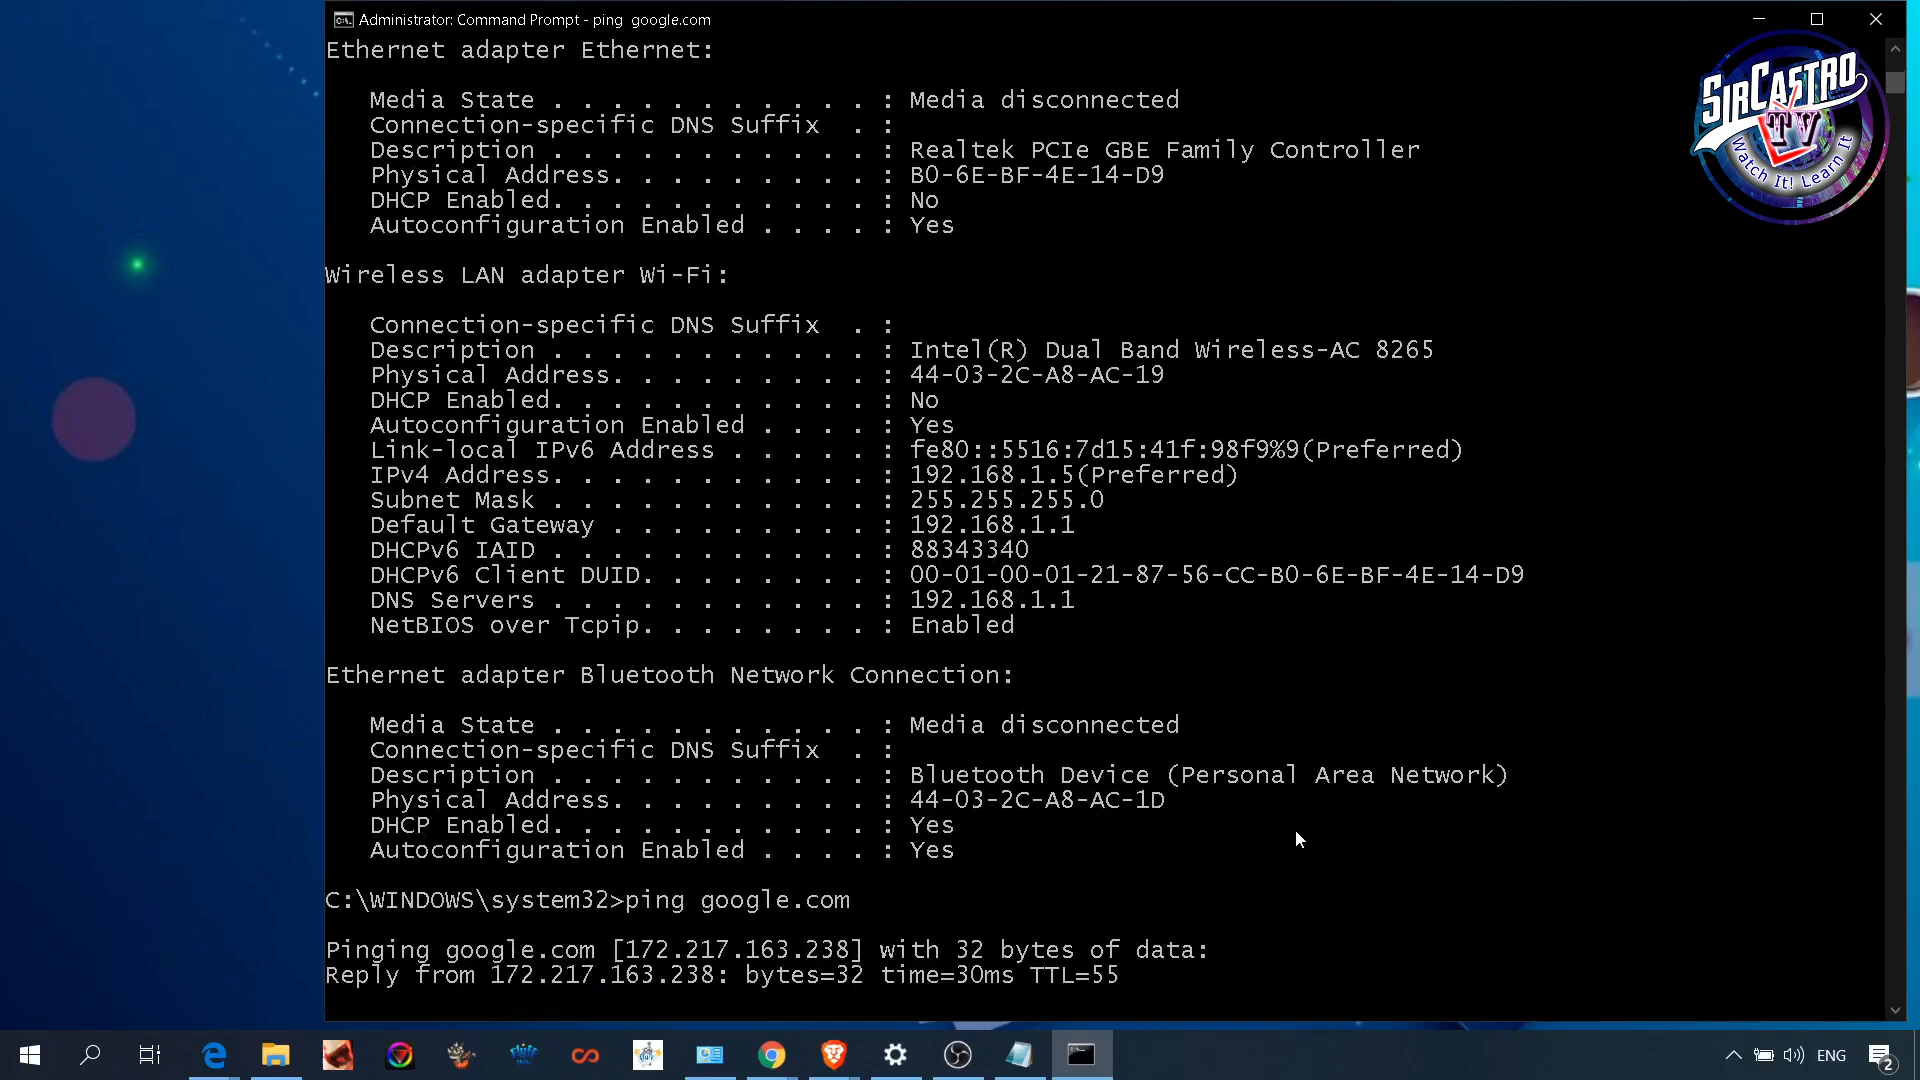 Administrator: Command Prompt - ping  google.com
Ethernet adapter Ethernet:
Media State . . . . . . . . . . . : Media disconnected
Connection-specific DNS Suffix  . :
Description . . . . . . . . . . . : Realtek PCIe GBE Family Controller
Physical Address. . . . . . . . . : B0-6E-BF-4E-14-D9
DHCP Enabled. . . . . . . . . . . : No
Autoconfiguration Enabled . . . . : Yes
Wireless LAN adapter Wi-Fi:
Connection-specific DNS Suffix  . :
Description . . . . . . . . . . . : Intel(R) Dual Band Wireless-AC 8265
Physical Address. . . . . . . . . : 44-03-2C-A8-AC-19
DHCP Enabled. . . . . . . . . . . : No
Autoconfiguration Enabled . . . . : Yes
Link-local IPv6 Address . . . . . : fe80::5516:7d15:41f:98f9%9(Preferred)
IPv4 Address. . . . . . . . . . . : 192.168.1.5(Preferred)
Subnet Mask . . . . . . . . . . . : 255.255.255.0
Default Gateway . . . . . . . . . : 192.168.1.1
DHCPv6 IAID . . . . . . . . . . . : 88343340
DHCPv6 Client DUID. . . . . . . . : 00-01-00-01-21-87-56-CC-B0-6E-BF-4E-14-D9
DNS Servers . . . . . . . . . . . : 192.168.1.1
NetBIOS over Tcpip. . . . . . . . : Enabled
Ethernet adapter Bluetooth Network Connection:
Media State . . . . . . . . . . . : Media disconnected
Connection-specific DNS Suffix  . :
Description . . . . . . . . . . . : Bluetooth Device (Personal Area Network)
Physical Address. . . . . . . . . : 44-03-2C-A8-AC-1D
DHCP Enabled. . . . . . . . . . . : Yes
Autoconfiguration Enabled . . . . : Yes
C:\WINDOWS\system32>ping google.com
Pinging google.com [172.217.163.238] with 32 bytes of data:
Reply from 172.217.163.238: bytes=32 time=30ms TTL=55
SIRCASTRO
TV
Watch It! Learn It
ENG
2